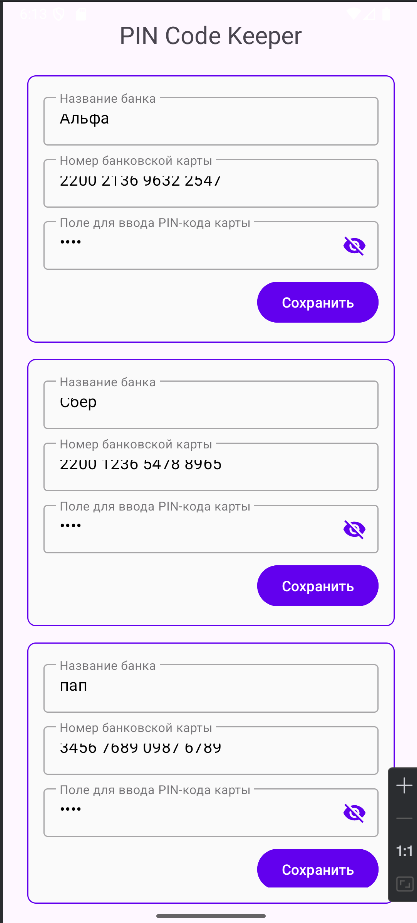 PIN Code Keeper
Название банка
Альфа
Номер банковской карты
2200 2136 9632 2547
Поле для ввода PIN-кода карты
••••
Сохранить
Название банка
Сбер
Номер банковской карты
2200 1236 5478 8965
Поле для ввода PIN-кода карты
••••
Сохранить
Название банка
пап
Номер банковской карты
3456 7689 0987 6789
Поле для ввода PIN-кода карты
••••
1:1
Сохранить